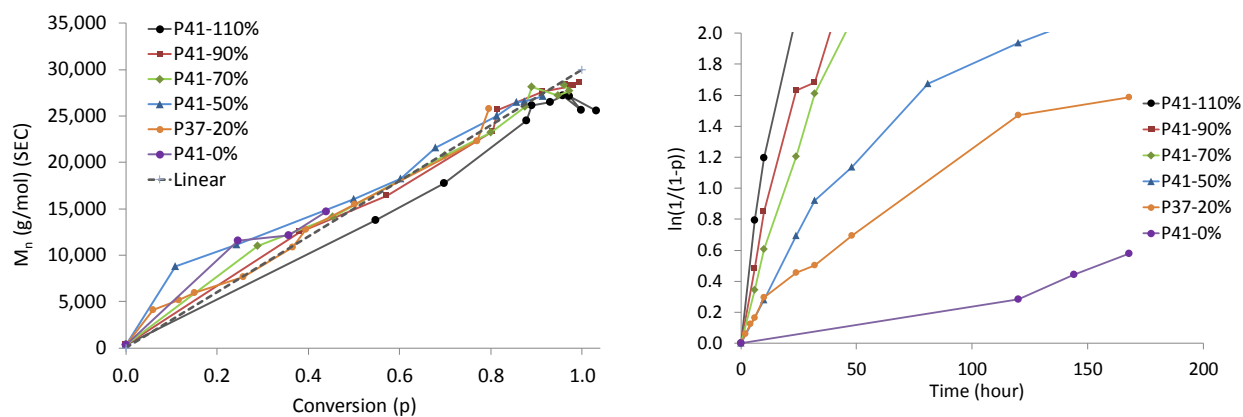 35,000
30,000
25,000
20,000
15,000
10,000
5,000
0
Mn (g/mol) (SEC)
P41-110%
P41-90%
P41-70%
P41-50%
P37-20%
P41-0%
Linear
0.0 0.2 0.4 0.6 0.8 1.0
Conversion (p)
2.0
1.8
1.6
1.4
1.2
1.0
0.8
0.6
0.4
0.2
0.0
ln(1/(1-p))
P41-110%
P41-90%
P41-70%
P41-50%
P37-20%
P41-0%
0 50 100 150 200
Time (hour)